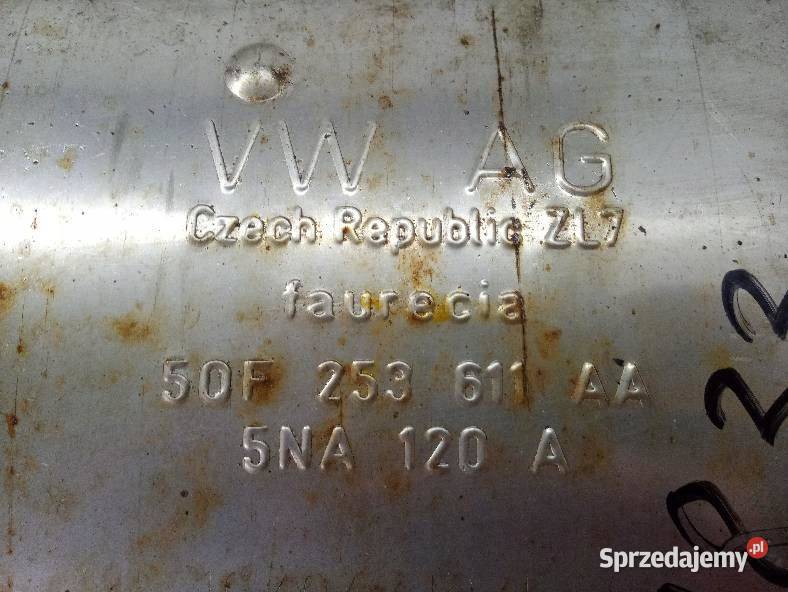 VW AG
Czech Republic ZL7
faurecia
5QF 253 611 AA
5NA 120 A
Sprzedajemy.pl